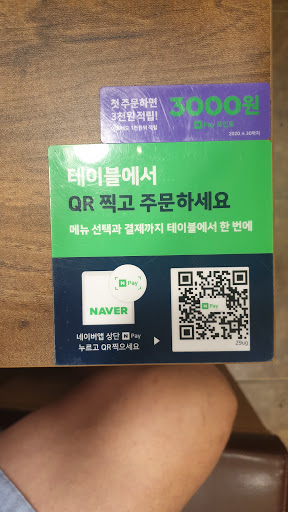 첫 주문하면
3천원 적립!
3000원
N Pay 포인트
2020.4.30까지
테이블에서
QR 찍고 주문하세요
메뉴 선택과 결제까지 테이블에서 한 번에
N Pay
NAVER
N Pay
네이버앱 상단 N Pay
누르고 QR 찍으세요
29ug